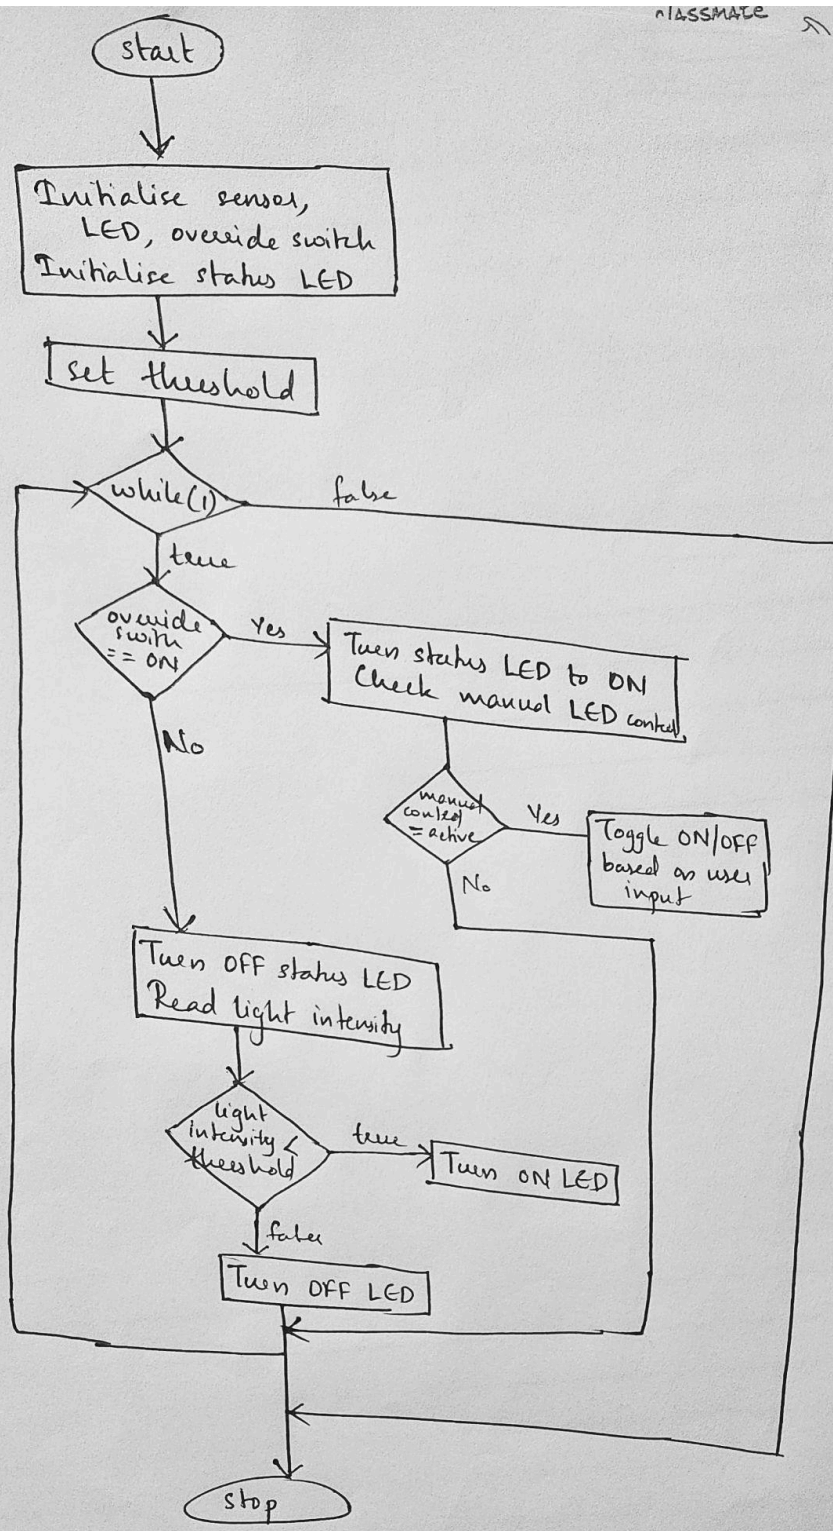 classmate
start
Initialise sensor,
LED, override switch
Initialise status LED
set threshold
while(1)
false
true
override
swith
== ON
Yes
Turn status LED to ON
Check manual LED control
No
manual
control
= active
Yes
Toggle ON/OFF
based on user
input
No
Turn OFF status LED
Read light intensity
light
intensity <
threshold
true
Turn ON LED
false
Turn OFF LED
stop